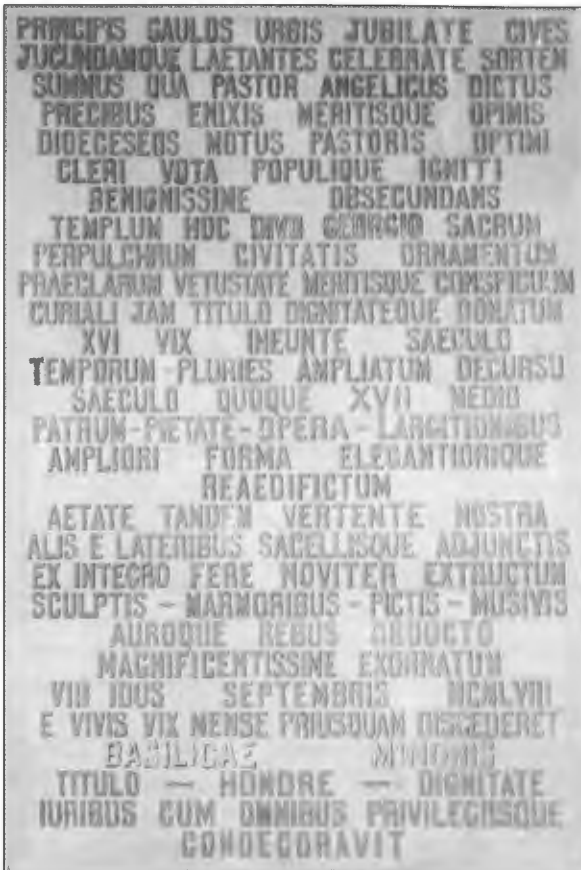 PRINCIPIS GAULOS URBIS JUBILATE CIVES
JUCUNDAMQUE LAETANTES CELEBRATE SORTEM
SUMMUS QUA PASTOR ANGELICUS DICTUS
PRECIBUS ENIXIS MERITISQUE OPIMIS
DIOECESEOS MOTUS PASTORIS OPTIMI
CLERI VOTA POPULIQUE IGNITI
BENIGNISSIME OBSECUNDANS
TEMPLUM HOC DIVO GEORGIO SACRUM
PERPULCHRUM CIVITATIS ORNAMENTUM
PRAECLARUM VETUSTATE MERITISQUE CONSPICUUM
CURIALI JAM TITULO DIGNITATEQUE DONATUM
XVI VIX INEUNTE SAECULO
TEMPORUM PLURIES AMPLIATUM DECURSU
SAECULO QUOQUE XVII MEDIO
PATRUM-PIETATE-OPERA-LARGITIONIBUS
AMPLIORI FORMA ELEGANTIORIQUE
REAEDIFICTUM
AETATE TANDEM VERTENTE NOSTRA
ALIS E LATERIBUS SACELLISQUE ADJUNCTIS
EX INTEGRO FERE NOVITER EXTRUCTUM
SCULPTIS - MARMORIBUS - PICTIS - MUSIVIS
AUROQUE REBUS OBDUCTO
MAGNIFICENTISSIME EXORNATUM
VIII IDUS SEPTEMBRIS MCMLVIII
E VIVIS VIX MENSE PRIUSQUAM DISCEDERET
BASILICAE MINORIS
TITULO — HONORE — DIGNITATE
IURIBUS CUM OMNIBUS PRIVILEGIISQUE
CONDECORAVIT